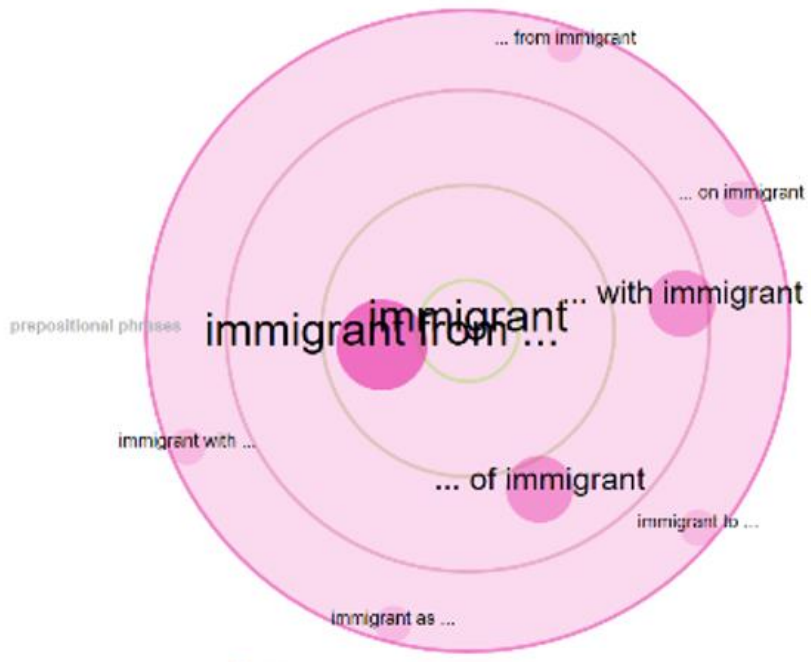 ... from immigrant
... on immigrant
... with immigrant
immigrant
immigrant from ...
prepositional phrases
immigrant with ...
... of immigrant
immigrant to ...
immigrant as ...